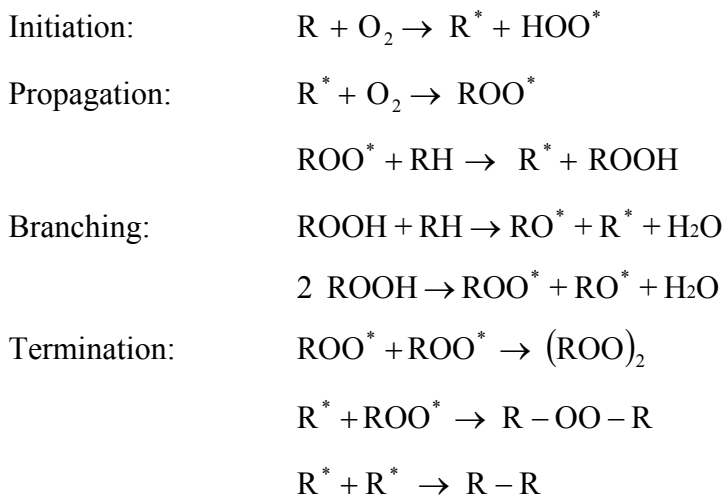 Initiation: R + O₂ → R* + HOO*
Propagation: R* + O₂ → ROO*
ROO* + RH → R* + ROOH
Branching: ROOH + RH → RO* + R* + H₂O
2 ROOH → ROO* + RO* + H₂O
Termination: ROO* + ROO* → (ROO)₂
R* + ROO* → R − OO − R
R* + R* → R − R